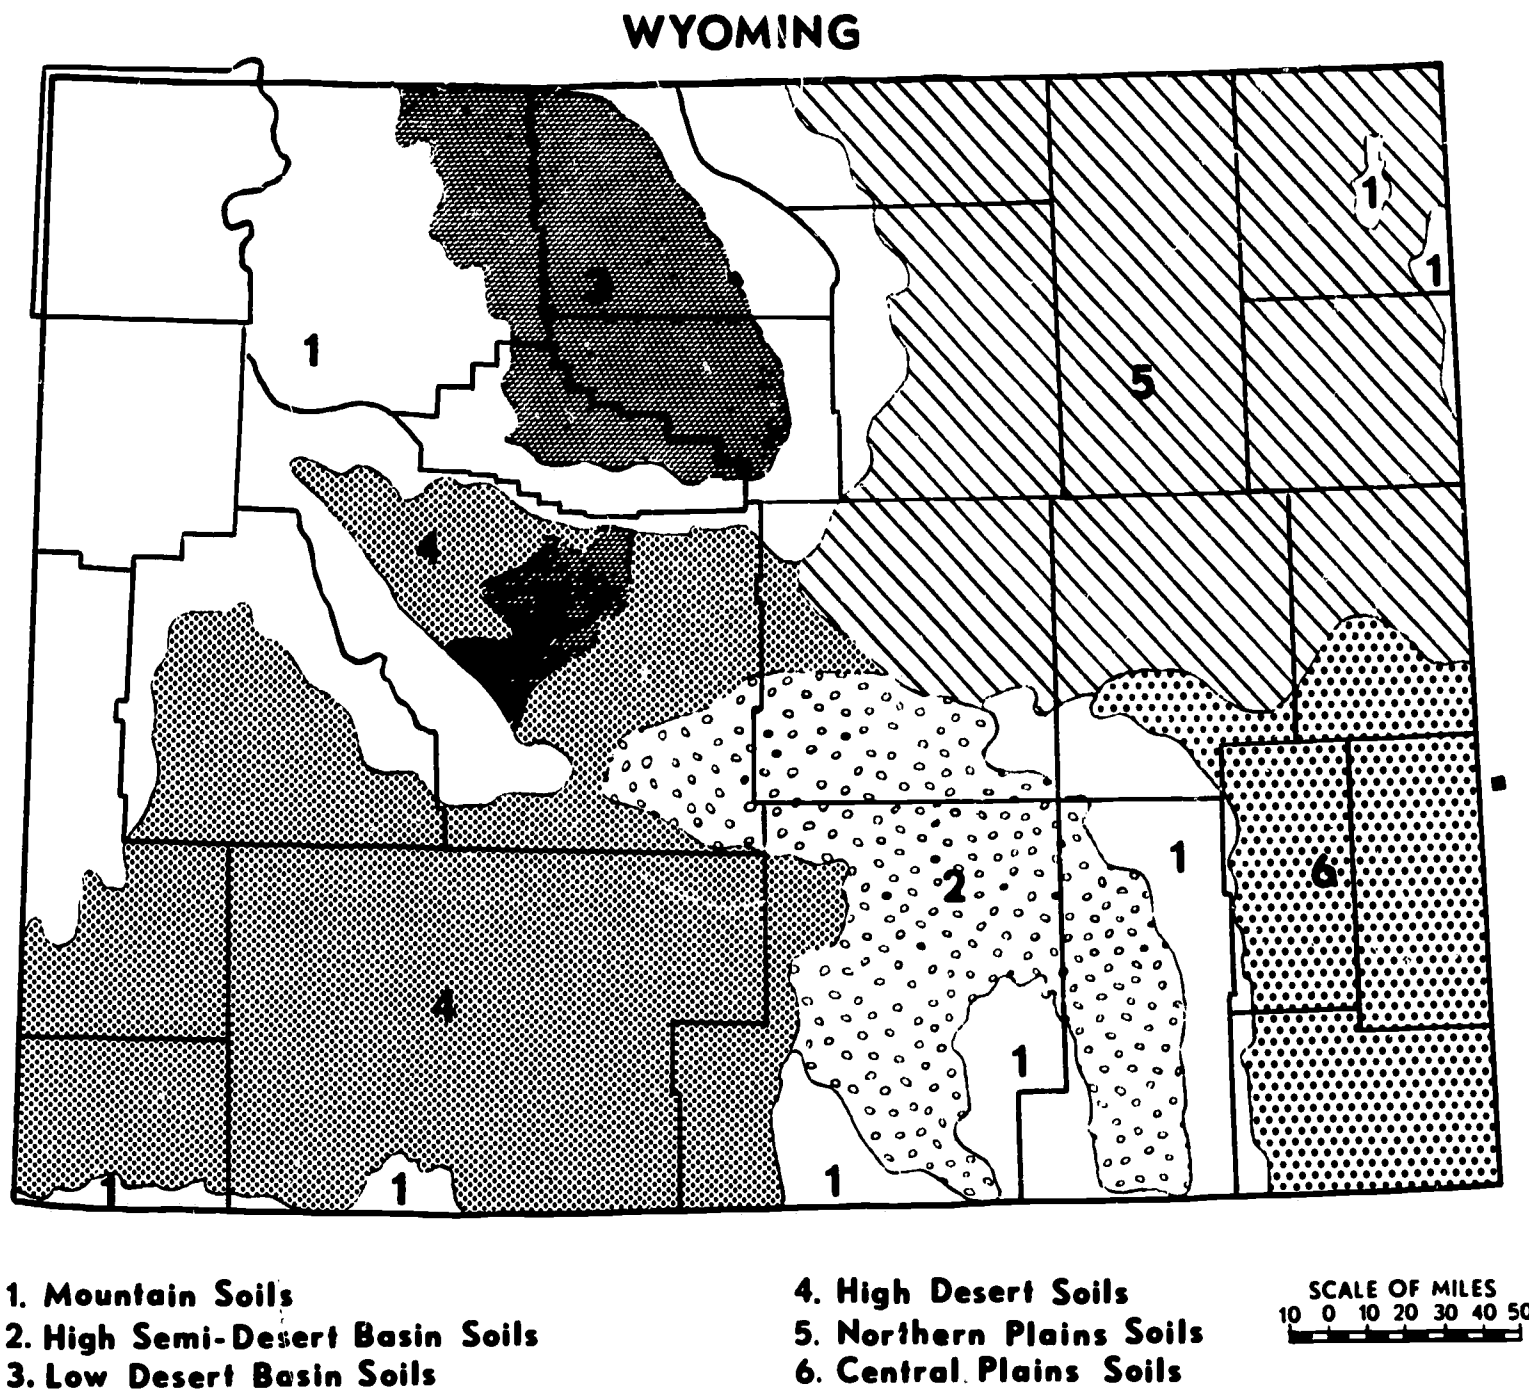 WYOMING
1
1
3
1
5
4
2
1
6
4
1
1
1
1
1. Mountain Soils
2. High Semi-Desert Basin Soils
3. Low Desert Basin Soils
4. High Desert Soils
5. Northern Plains Soils
6. Central Plains Soils
SCALE OF MILES
10 0 10 20 30 40 50